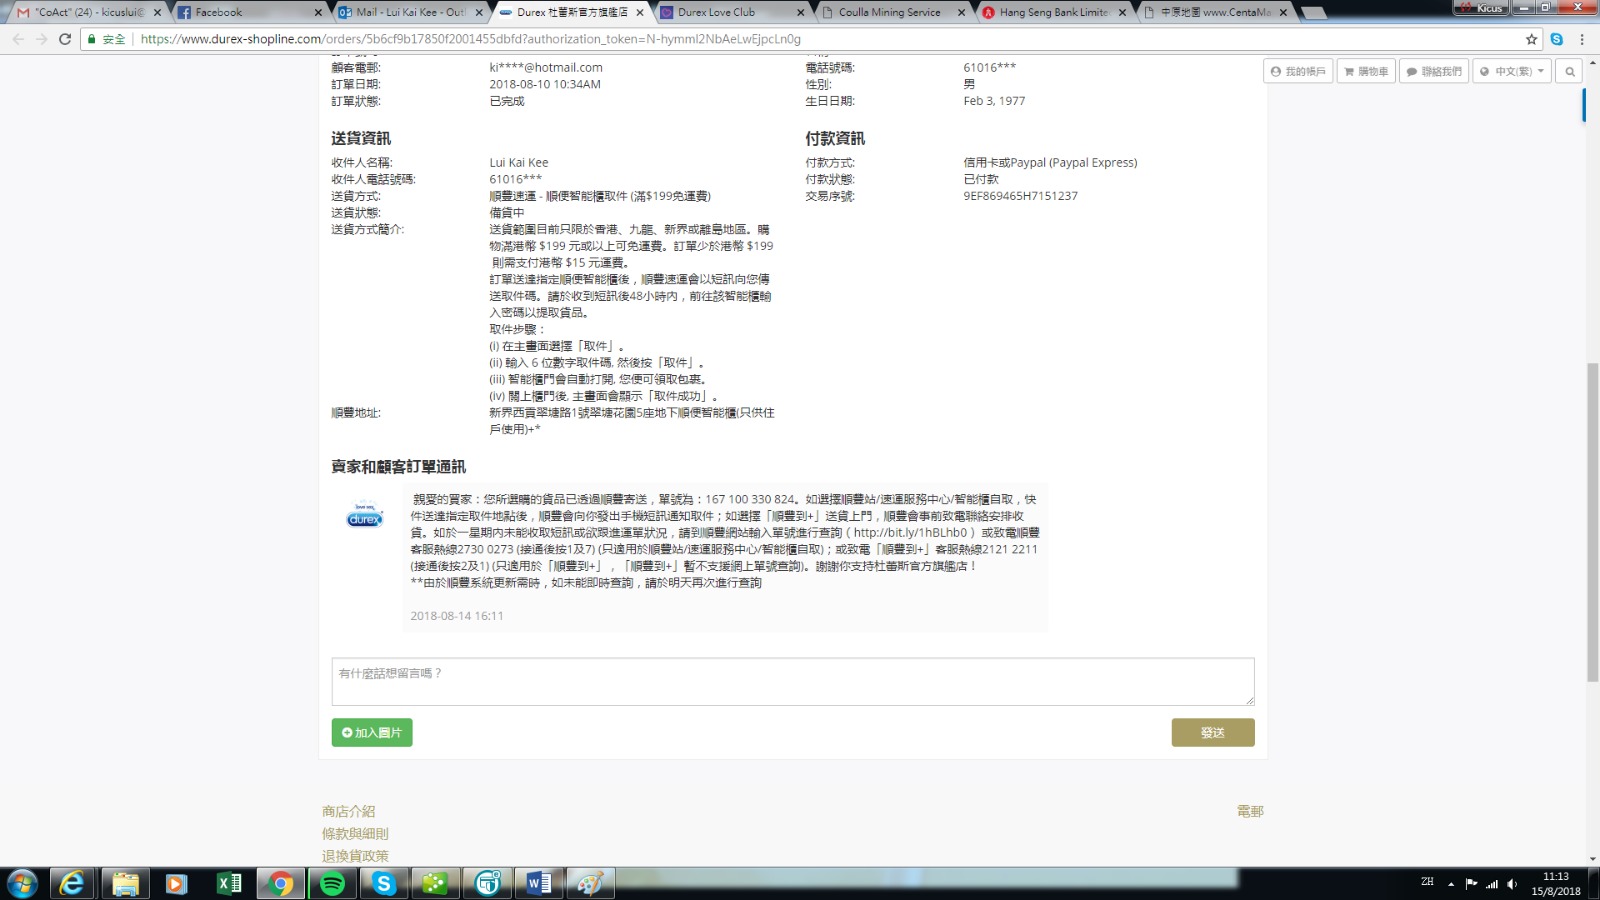 "CoAct" (24) - kicuslui@
Facebook
Mail - Lui Kai Kee - Outl
Durex 杜蕾斯官方旗艦店
Durex Love Club
Coulla Mining Service
Hang Seng Bank Limite
中原地圖 www.CentaMa
Kicus
安全
https://www.durex-shopline.com/orders/5b6cf9b17850f2001455dbfd?authorization_token=N-hymmI2NbAeLwEjpcLn0g
我的帳戶
購物車
聯絡我們
中文(繁)
顧客電郵: ki****@hotmail.com
訂單日期: 2018-08-10 10:34AM
訂單狀態: 已完成
電話號碼: 61016***
性別: 男
生日日期: Feb 3, 1977
送貨資訊
收件人名稱: Lui Kai Kee
收件人電話號碼: 61016***
送貨方式: 順豐速運 - 順便智能櫃取件 (滿$199免運費)
送貨狀態: 備貨中
送貨方式簡介: 送貨範圍目前只限於香港、九龍、新界或離島地區。購
物滿港幣 $199 元或以上可免運費。訂單少於港幣 $199
則需支付港幣 $15 元運費。
訂單送達指定順便智能櫃後，順豐速運會以短訊向您傳
送取件碼。請於收到短訊後48小時內，前往該智能櫃輸
入密碼以提取貨品。
取件步驟：
(i) 在主畫面選擇「取件」。
(ii) 輸入 6 位數字取件碼, 然後按「取件」。
(iii) 智能櫃門會自動打開, 您便可領取包裹。
(iv) 關上櫃門後, 主畫面會顯示「取件成功」。
順豐地址: 新界西貢翠塘路1號翠塘花園5座地下順便智能櫃(只供住
戶使用)+*
付款資訊
付款方式: 信用卡或Paypal (Paypal Express)
付款狀態: 已付款
交易序號: 9EF869465H7151237
賣家和顧客訂單通訊
durex
親愛的買家：您所選購的貨品已透過順豐寄送，單號為：167 100 330 824。如選擇順豐站/速運服務中心/智能櫃自取，快
件送達指定取件地點後，順豐會向你發出手機短訊通知取件；如選擇「順豐到+」送貨上門，順豐會事前致電聯絡安排收
貨。如於一星期內未能收取短訊或欲跟進運單狀況，請到順豐網站輸入單號進行查詢（http://bit.ly/1hBLhb0）或致電順豐
客服熱線2730 0273 (接通後按1及7) (只適用於順豐站/速運服務中心/智能櫃自取)；或致電「順豐到+」客服熱線2121 2211
(接通後按2及1) (只適用於「順豐到+」，「順豐到+」暫不支援網上單號查詢)。謝謝你支持杜蕾斯官方旗艦店！
**由於順豐系統更新需時，如未能即時查詢，請於明天再次進行查詢
2018-08-14 16:11
有什麼話想留言嗎？
加入圖片
發送
商店介紹
電郵
條款與細則
退換貨政策
ZH
11:13
15/8/2018